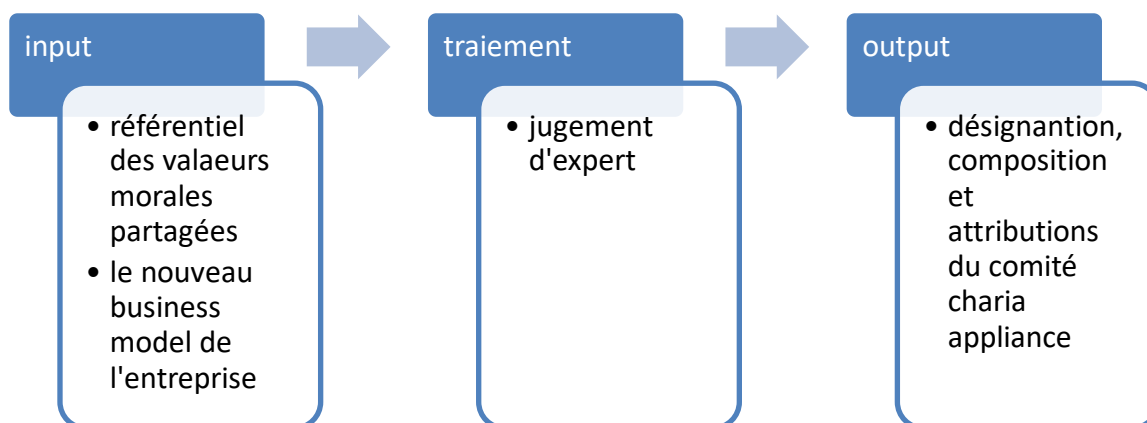 input
• référentiel
des valaeurs
morales
partagées
• le nouveau
business
model de
l'entreprise
traiement
• jugement
d'expert
output
• désignantion,
composition
et
attributions
du comité
charia
appliance